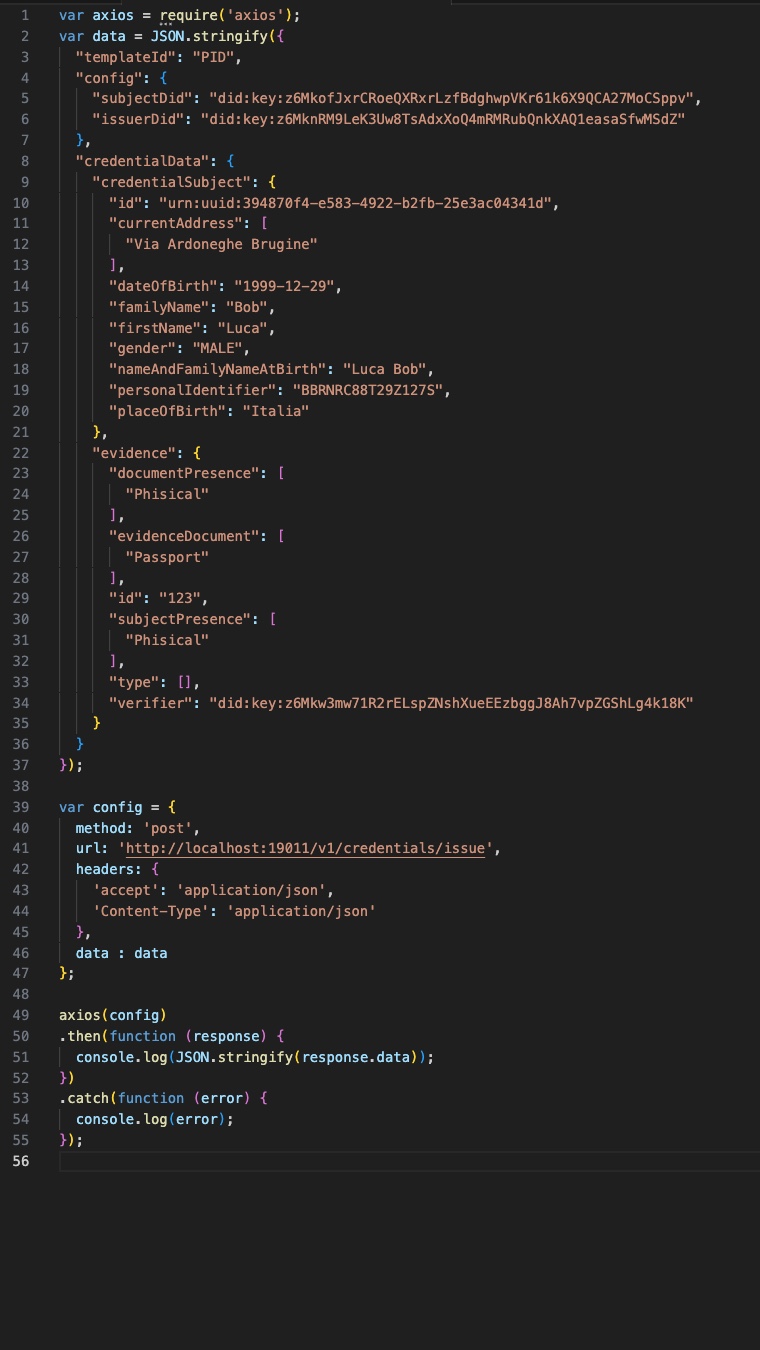 1 var axios = require('axios');
2 var data = JSON.stringify({
3 "templateId": "PID",
4 "config": {
5 "subjectDid": "did:key:z6MkofJxrCRoeQXRxrLzfBdghwpVKr61k6X9QCA27MoCSppv",
6 "issuerDid": "did:key:z6MknRM9LeK3Uw8TsAdxXoQ4mRMRubQnkXAQ1easaSfwMSdZ"
7 },
8 "credentialData": {
9 "credentialSubject": {
10 "id": "urn:uuid:394870f4-e583-4922-b2fb-25e3ac04341d",
11 "currentAddress": [
12 "Via Ardoneghe Brugine"
13 ],
14 "dateOfBirth": "1999-12-29",
15 "familyName": "Bob",
16 "firstName": "Luca",
17 "gender": "MALE",
18 "nameAndFamilyNameAtBirth": "Luca Bob",
19 "personalIdentifier": "BBRNRC88T29Z127S",
20 "placeOfBirth": "Italia"
21 },
22 "evidence": {
23 "documentPresence": [
24 "Phisical"
25 ],
26 "evidenceDocument": [
27 "Passport"
28 ],
29 "id": "123",
30 "subjectPresence": [
31 "Phisical"
32 ],
33 "type": [],
34 "verifier": "did:key:z6Mkw3mw71R2rELspZNshXueEEzbggJ8Ah7vpZGShLg4k18K"
35 }
36 }
37 });
38
39 var config = {
40 method: 'post',
41 url: 'http://localhost:19011/v1/credentials/issue',
42 headers: {
43 'accept': 'application/json',
44 'Content-Type': 'application/json'
45 },
46 data : data
47 };
48
49 axios(config)
50 .then(function (response) {
51 console.log(JSON.stringify(response.data));
52 })
53 .catch(function (error) {
54 console.log(error);
55 });
56